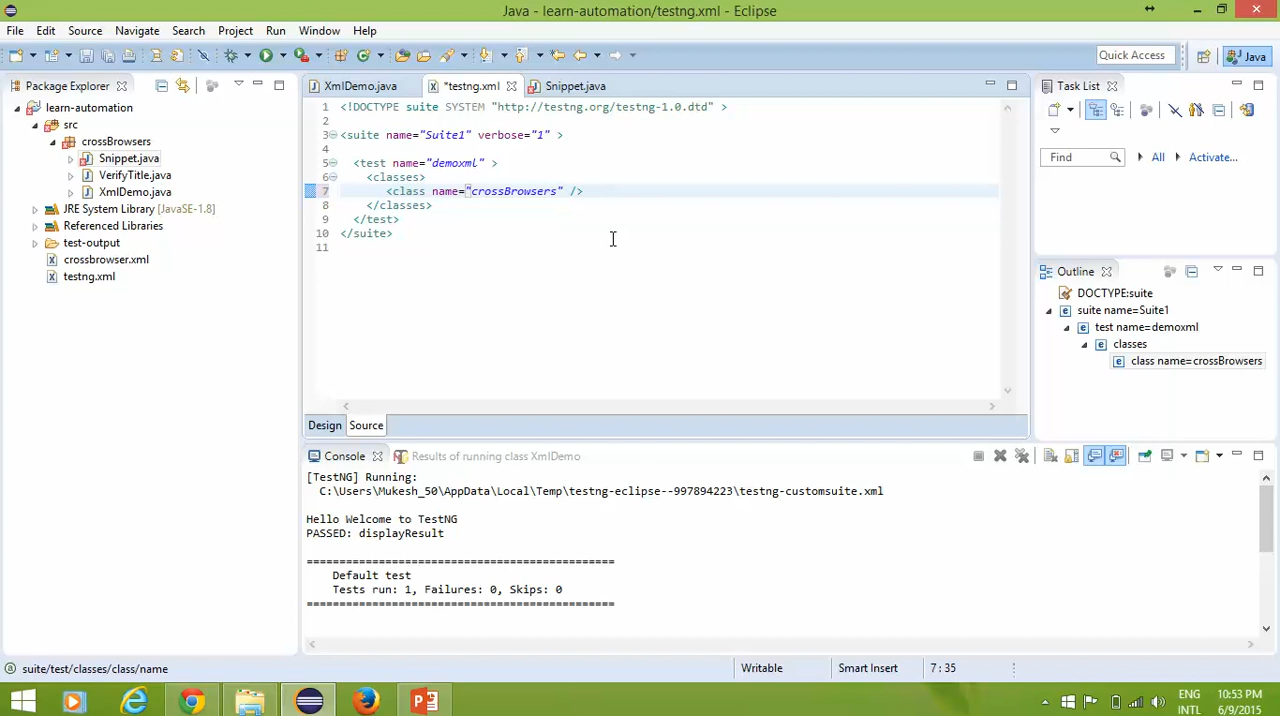 Java - learn-automation/testng.xml - Eclipse
File Edit Source Navigate Search Project Run Window Help
Quick Access
Java
Package Explorer
learn-automation
src
crossBrowsers
Snippet.java
VerifyTitle.java
XmlDemo.java
JRE System Library [JavaSE-1.8]
Referenced Libraries
test-output
crossbrowser.xml
testng.xml
XmlDemo.java
*testng.xml
Snippet.java
1 <!DOCTYPE suite SYSTEM "http://testng.org/testng-1.0.dtd" >
2
3 <suite name="Suite1" verbose="1" >
4
5 <test name="demoxml" >
6 <classes>
7 <class name="crossBrowsers" />
8 </classes>
9 </test>
10 </suite>
11
Design Source
Task List
Find
All
Activate...
Outline
DOCTYPE:suite
suite name=Suite1
test name=demoxml
classes
class name=crossBrowsers
Console
Results of running class XmlDemo
[TestNG] Running:
C:\Users\Mukesh_50\AppData\Local\Temp\testng-eclipse--997894223\testng-customsuite.xml
Hello Welcome to TestNG
PASSED: displayResult
===============================================
Default test
Tests run: 1, Failures: 0, Skips: 0
===============================================
suite/test/classes/class/name
Writable
Smart Insert
7 : 35
ENG
INTL
10:53 PM
6/9/2015